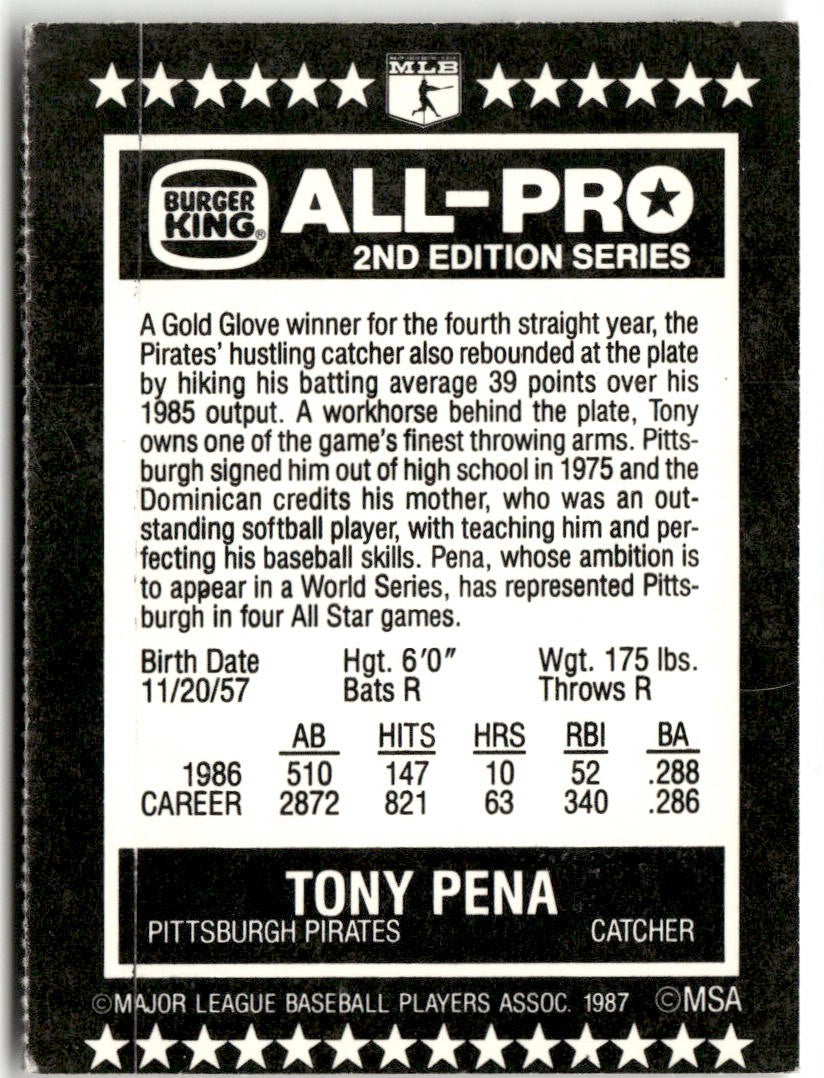 MLB
BURGER
KING®
ALL-PRO
2ND EDITION SERIES
A Gold Glove winner for the fourth straight year, the
Pirates' hustling catcher also rebounded at the plate
by hiking his batting average 39 points over his
1985 output. A workhorse behind the plate, Tony
owns one of the game's finest throwing arms. Pitts-
burgh signed him out of high school in 1975 and the
Dominican credits his mother, who was an out-
standing softball player, with teaching him and per-
fecting his baseball skills. Pena, whose ambition is
to appear in a World Series, has represented Pitts-
burgh in four All Star games.
Birth Date Hgt. 6'0" Wgt. 175 lbs.
11/20/57 Bats R Throws R
AB HITS HRS RBI BA
1986 510 147 10 52 .288
CAREER 2872 821 63 340 .286
TONY PENA
PITTSBURGH PIRATES CATCHER
©MAJOR LEAGUE BASEBALL PLAYERS ASSOC. 1987 ©MSA